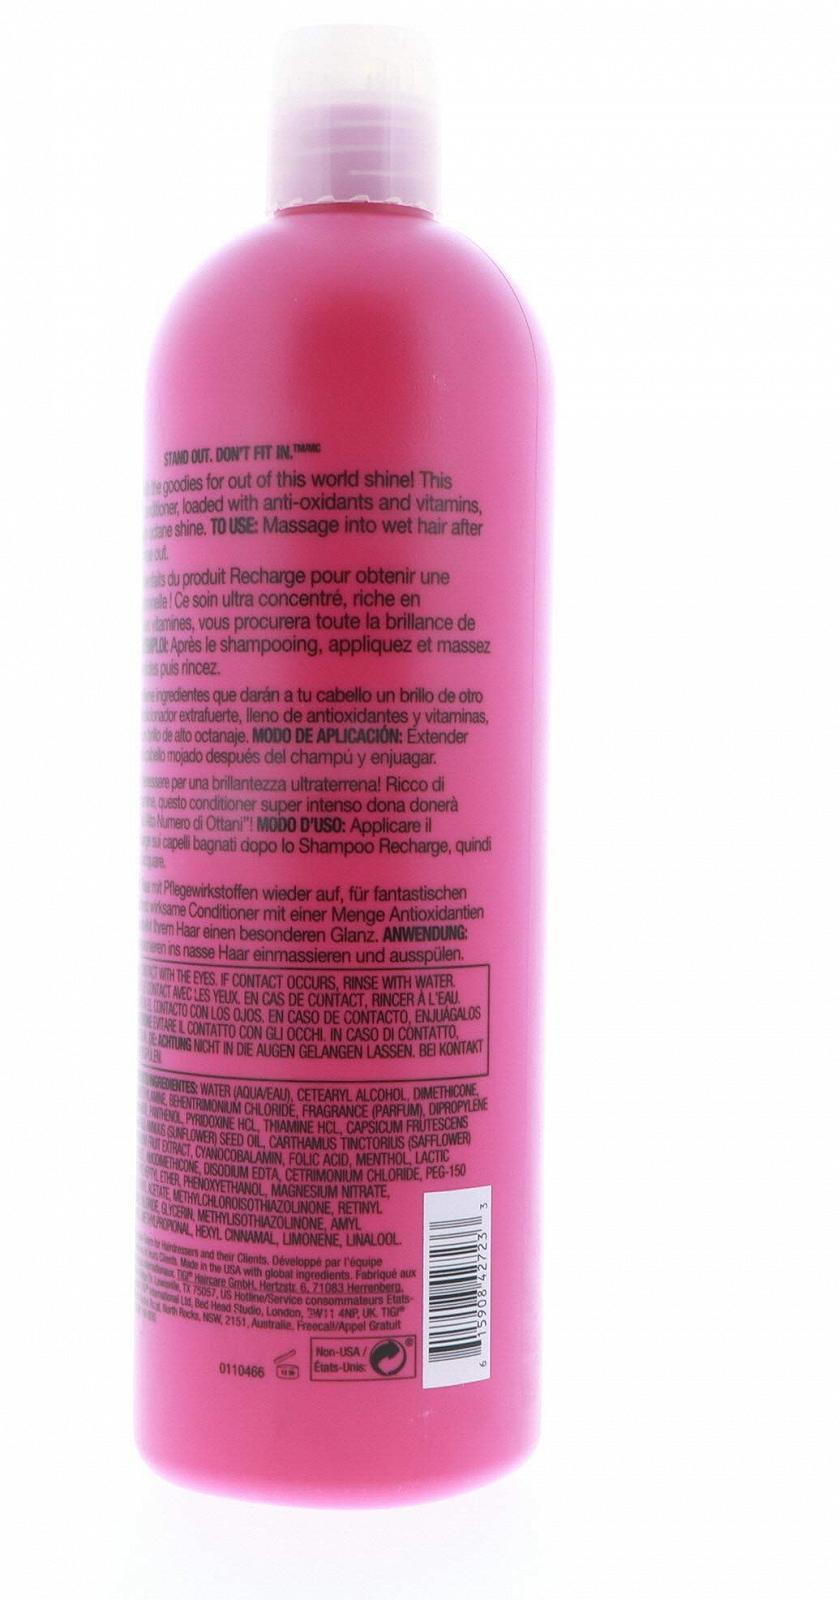 STAND OUT. DON'T FIT IN.™/MC
the goodies for out of this world shine! This
loaded with anti-oxidants and vitamins,
octane shine. TO USE: Massage into wet hair after
out.
du produit Recharge pour obtenir une
! Ce soin ultra concentré, riche en
vitamines, vous procurera toute la brillance de
Après le shampooing, appliquez et massez
puis rincez.
ingredientes que darán a tu cabello un brillo de otro
extrafuerte, lleno de antioxidantes y vitaminas,
brillo de alto octanaje. MODO DE APLICACIÓN: Extender
mojado después del champú y enjuagar.
per una brillantezza ultraterrena! Ricco di
questo conditioner super intenso dona donerà
Numero di Ottani"! MODO D'USO: Applicare il
sui capelli bagnati dopo lo Shampoo Recharge, quindi
mit Pflegewirkstoffen wieder auf, für fantastischen
wirksame Conditioner mit einer Menge Antioxidantien
Ihrem Haar einen besonderen Glanz. ANWENDUNG:
ins nasse Haar einmassieren und ausspülen.
WITH THE EYES. IF CONTACT OCCURS, RINSE WITH WATER.
CONTACT AVEC LES YEUX. EN CAS DE CONTACT, RINCER À L'EAU.
EL CONTACTO CON LOS OJOS. EN CASO DE CONTACTO, ENJUÁGALOS
EVITARE IL CONTATTO CON GLI OCCHI. IN CASO DI CONTATTO,
DE: ACHTUNG NICHT IN DIE AUGEN GELANGEN LASSEN. BEI KONTAKT
WATER (AQUA/EAU), CETEARYL ALCOHOL, DIMETHICONE,
BEHENTRIMONIUM CHLORIDE, FRAGRANCE (PARFUM), DIPROPYLENE
PANTHENOL, PYRIDOXINE HCL, THIAMINE HCL, CAPSICUM FRUTESCENS
(SUNFLOWER) SEED OIL, CARTHAMUS TINCTORIUS (SAFFLOWER)
FRUIT EXTRACT, CYANOCOBALAMIN, FOLIC ACID, MENTHOL, LACTIC
DISODIUM EDTA, CETRIMONIUM CHLORIDE, PEG-150
ETHER, PHENOXYETHANOL, MAGNESIUM NITRATE,
ACETATE, METHYLCHLOROISOTHIAZOLINONE, RETINYL
GLYCERIN, METHYLISOTHIAZOLINONE, AMYL
HEXYL CINNAMAL, LIMONENE, LINALOOL.
for Hairdressers and their Clients. Développé par l'équipe
et leurs Clients. Made in the USA with global ingredients. Fabriqué aux
TIGI® Haircare GmbH, Hertzstr. 6, 71083 Herrenberg,
Lewisville, TX 75057, US Hotline/Service consommateurs Etats-
International Ltd, Bed Head Studio, London, SW11 4NP, UK. TIGI®
North Rocks, NSW, 2151, Australia. Freecall/Appel Gratuit
0110466
Non-USA /
États-Unis:
®
6 15908 42723 3